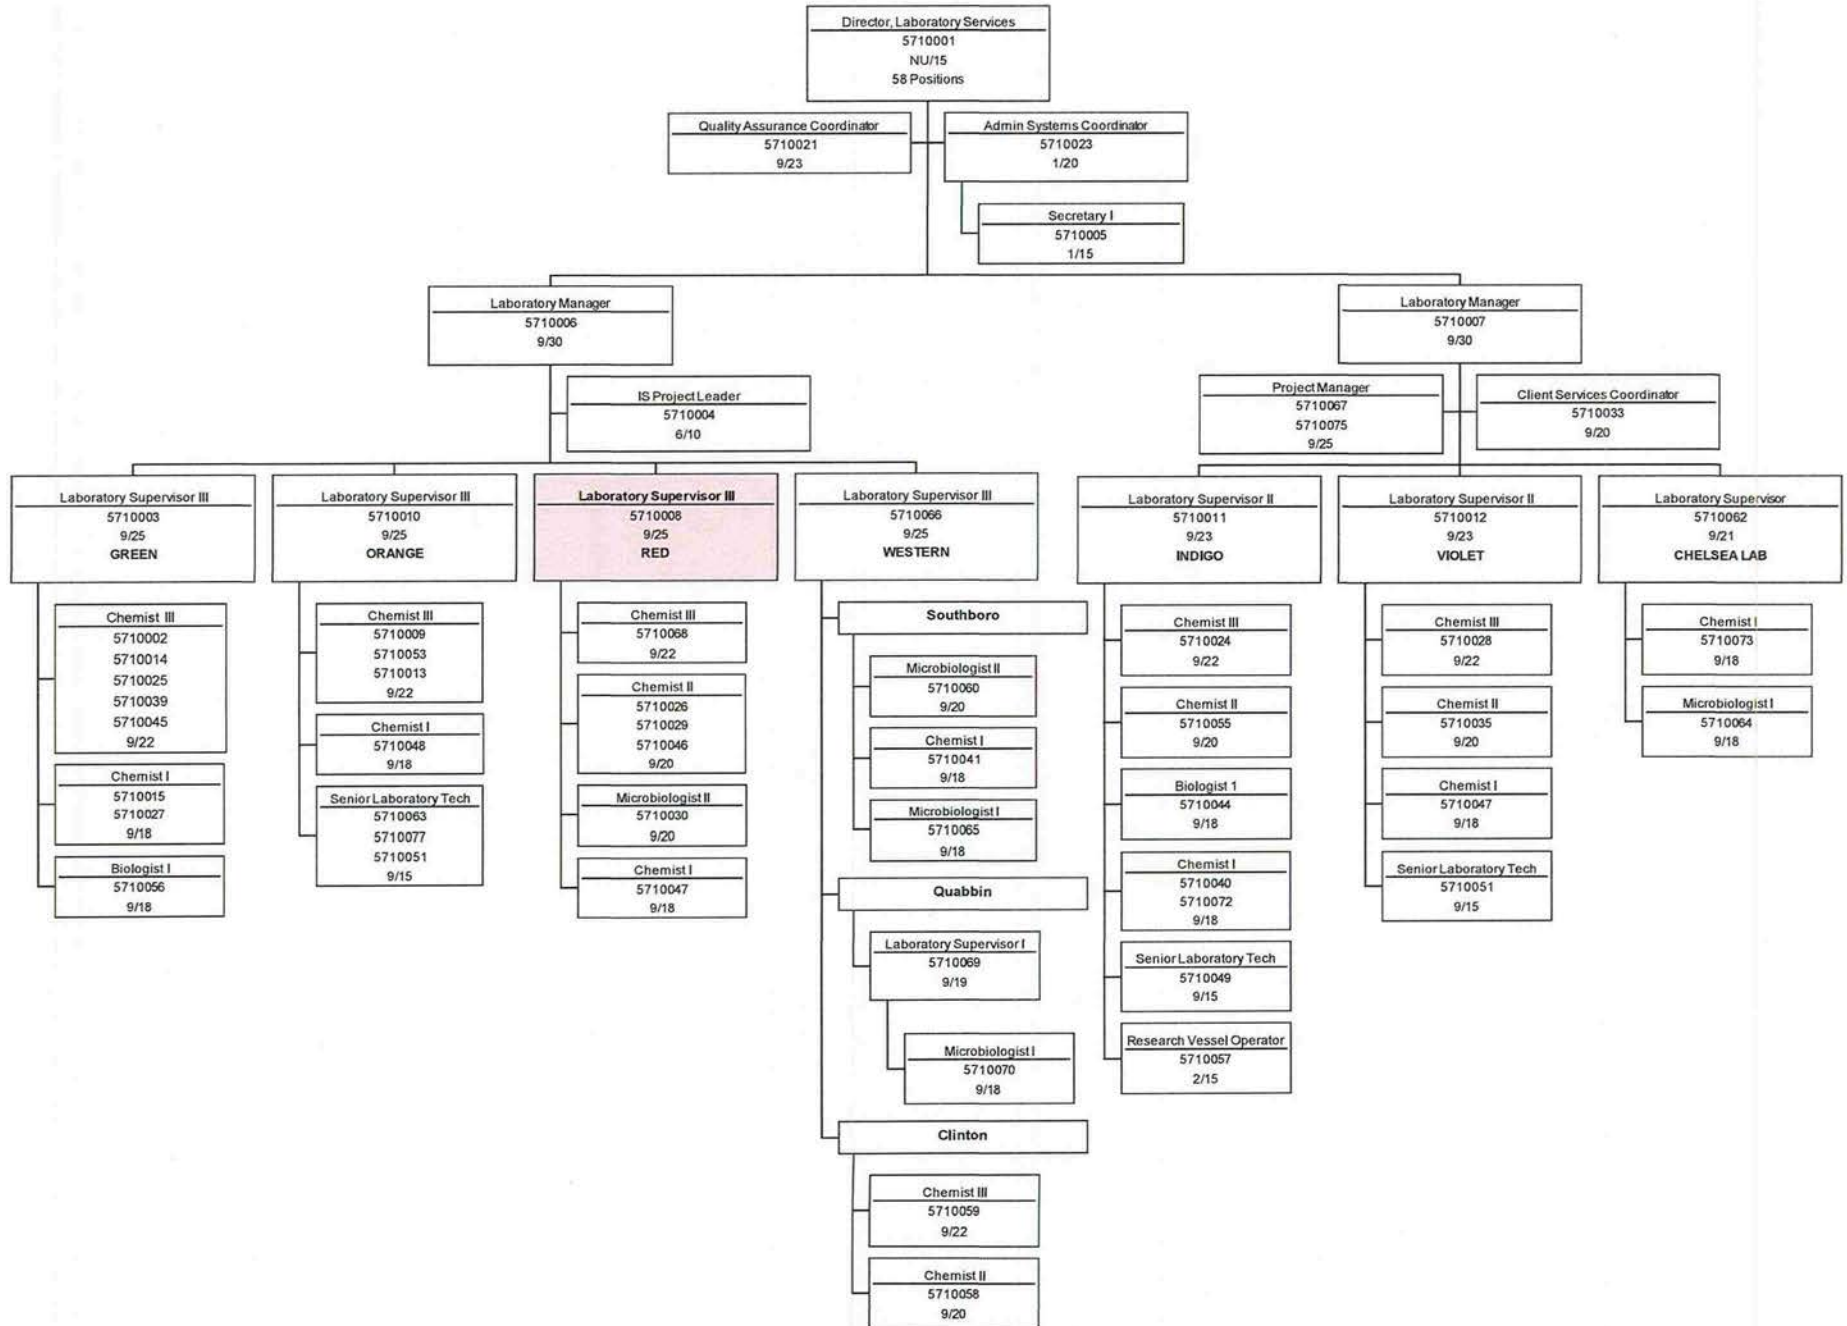 Director, Laboratory Services
5710001
NU/15
58 Positions
Quality Assurance Coordinator
5710021
9/23
Admin Systems Coordinator
5710023
1/20
Secretary I
5710005
1/15
Laboratory Manager
5710006
9/30
IS Project Leader
5710004
6/10
Laboratory Manager
5710007
9/30
Project Manager
5710067
5710075
9/25
Client Services Coordinator
5710033
9/20
Laboratory Supervisor III
5710003
9/25
GREEN
Chemist III
5710002
5710014
5710025
5710039
5710045
9/22
Chemist I
5710015
5710027
9/18
Biologist I
5710056
9/18
Laboratory Supervisor III
5710010
9/25
ORANGE
Chemist III
5710009
5710053
5710013
9/22
Chemist I
5710048
9/18
Senior Laboratory Tech
5710063
5710077
5710051
9/15
Laboratory Supervisor III
5710008
9/25
RED
Chemist III
5710068
9/22
Chemist II
5710026
5710029
5710046
9/20
Microbiologist II
5710030
9/20
Chemist I
5710047
9/18
Laboratory Supervisor III
5710066
9/25
WESTERN
Southboro
Microbiologist II
5710060
9/20
Chemist I
5710041
9/18
Microbiologist I
5710065
9/18
Quabbin
Laboratory Supervisor I
5710069
9/19
Microbiologist I
5710070
9/18
Clinton
Chemist III
5710059
9/22
Chemist II
5710058
9/20
Laboratory Supervisor II
5710011
9/23
INDIGO
Chemist III
5710024
9/22
Chemist II
5710055
9/20
Biologist 1
5710044
9/18
Chemist I
5710040
5710072
9/18
Senior Laboratory Tech
5710049
9/15
Research Vessel Operator
5710057
2/15
Laboratory Supervisor II
5710012
9/23
VIOLET
Chemist III
5710028
9/22
Chemist II
5710035
9/20
Chemist I
5710047
9/18
Senior Laboratory Tech
5710051
9/15
Laboratory Supervisor
5710062
9/21
CHELSEA LAB
Chemist I
5710073
9/18
Microbiologist I
5710064
9/18